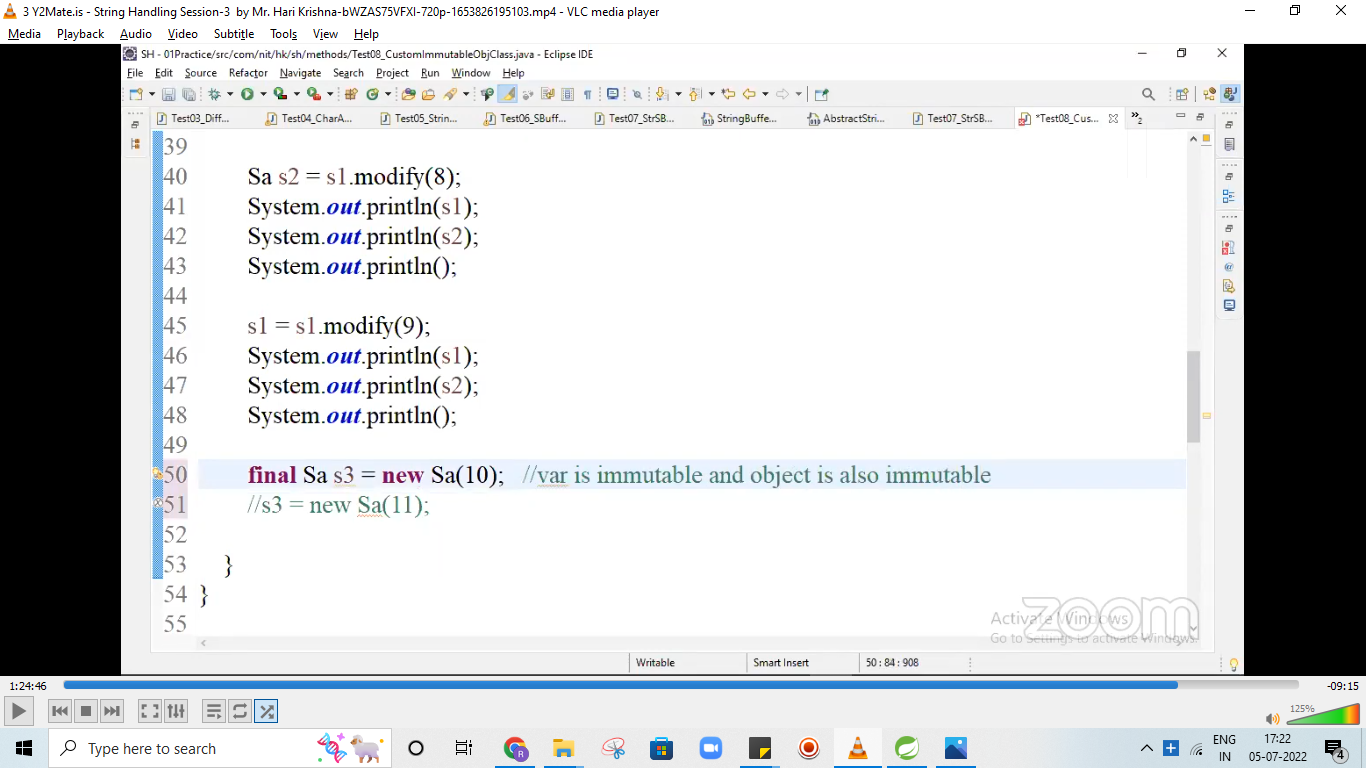 3 Y2Mate.is - String Handling Session-3 by Mr. Hari Krishna-bWZAS75VFXI-720p-1653826195103.mp4 - VLC media player
Media Playback Audio Video Subtitle Tools View Help
SH - 01Practice/src/com/nit/hk/sh/methods/Test08_CustomImmutableObjClass.java - Eclipse IDE
File Edit Source Refactor Navigate Search Project Run Window Help
Test03_Diff... Test04_CharA... Test05_Strin... Test06_SBuff... Test07_StrSB... StringBuffe... AbstractStri... Test07_StrSB... *Test08_Cus... »2
39
40 Sa s2 = s1.modify(8);
41 System.out.println(s1);
42 System.out.println(s2);
43 System.out.println();
44
45 s1 = s1.modify(9);
46 System.out.println(s1);
47 System.out.println(s2);
48 System.out.println();
49
50 final Sa s3 = new Sa(10); //var is immutable and object is also immutable
51 //s3 = new Sa(11);
52
53 }
54 }
55
zoom
Activate Windows
Go to Settings to activate Windows.
Writable Smart Insert 50 : 84 : 908
1:24:46 -09:15
125%
Type here to search
ENG 17:22
IN 05-07-2022 4